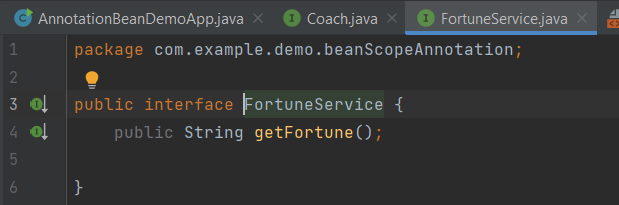 AnnotationBeanDemoApp.java
Coach.java
FortuneService.java
1 package com.example.demo.beanScopeAnnotation;
2
3 public interface FortuneService {
4 public String getFortune();
5
6 }